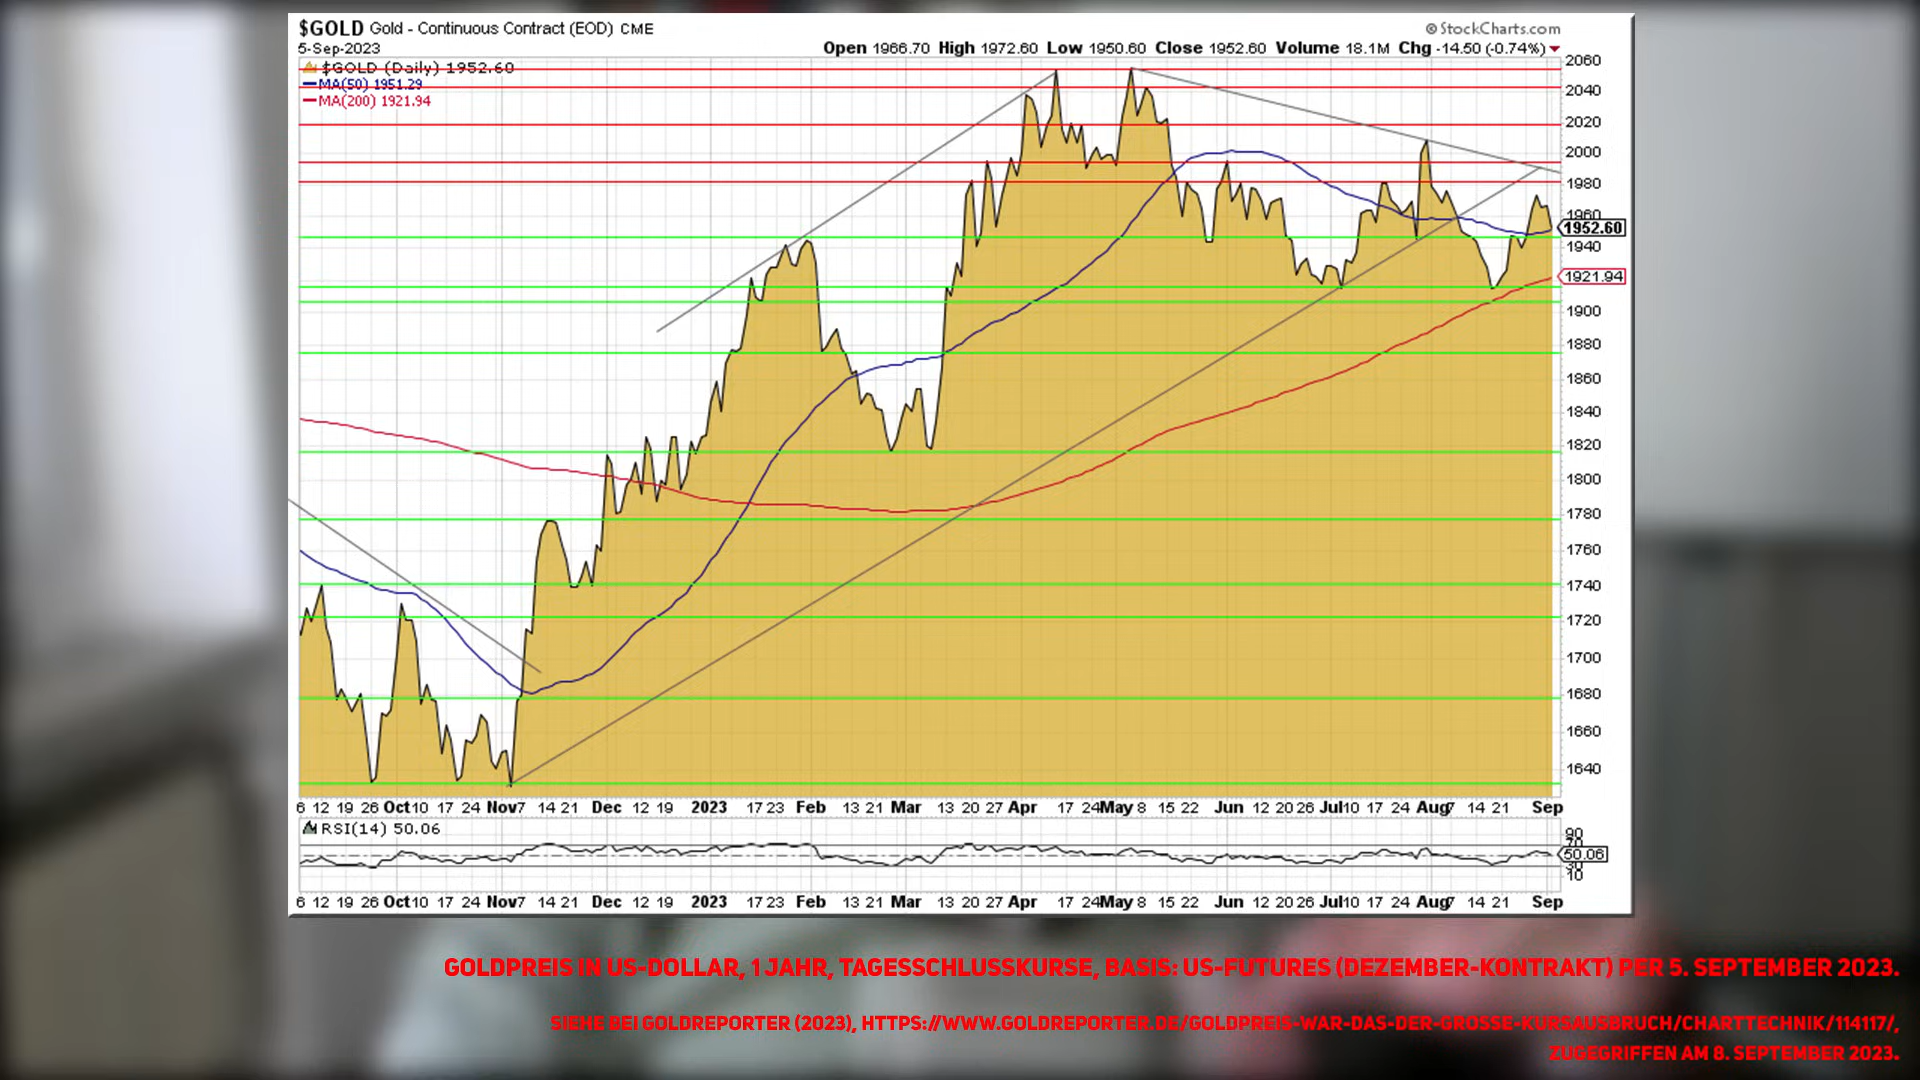 $GOLD Gold - Continuous Contract (EOD) CME
© StockCharts.com
5-Sep-2023
Open 1966.70 High 1972.60 Low 1950.60 Close 1952.60 Volume 18.1M Chg -14.50 (-0.74%)
$GOLD (Daily) 1952.60
MA(50) 1951.29
MA(200) 1921.94
2060
2040
2020
2000
1980
1960
1952.60
1940
1921.94
1900
1880
1860
1840
1820
1800
1780
1760
1740
1720
1700
1680
1660
1640
6 12 19 26 Oct 10 17 24 Nov 7 14 21 Dec 12 19 2023 17 23 Feb 13 21 Mar 13 20 27 Apr 17 24 May 8 15 22 Jun 12 20 26 Jul 10 17 24 Aug 7 14 21 Sep
RSI(14) 50.06
90
70
50.06
30
10
6 12 19 26 Oct 10 17 24 Nov 7 14 21 Dec 12 19 2023 17 23 Feb 13 21 Mar 13 20 27 Apr 17 24 May 8 15 22 Jun 12 20 26 Jul 10 17 24 Aug 7 14 21 Sep
GOLDPREIS IN US-DOLLAR, 1 JAHR, TAGESSCHLUSSKURSE, BASIS: US-FUTURES (DEZEMBER-KONTRAKT) PER 5. SEPTEMBER 2023.
SIEHE BEI GOLDREPORTER (2023), HTTPS://WWW.GOLDREPORTER.DE/GOLDPREIS-WAR-DAS-DER-GROSSE-KURSAUSBRUCH/CHARTTECHNIK/114117/,
ZUGEGRIFFEN AM 8. SEPTEMBER 2023.